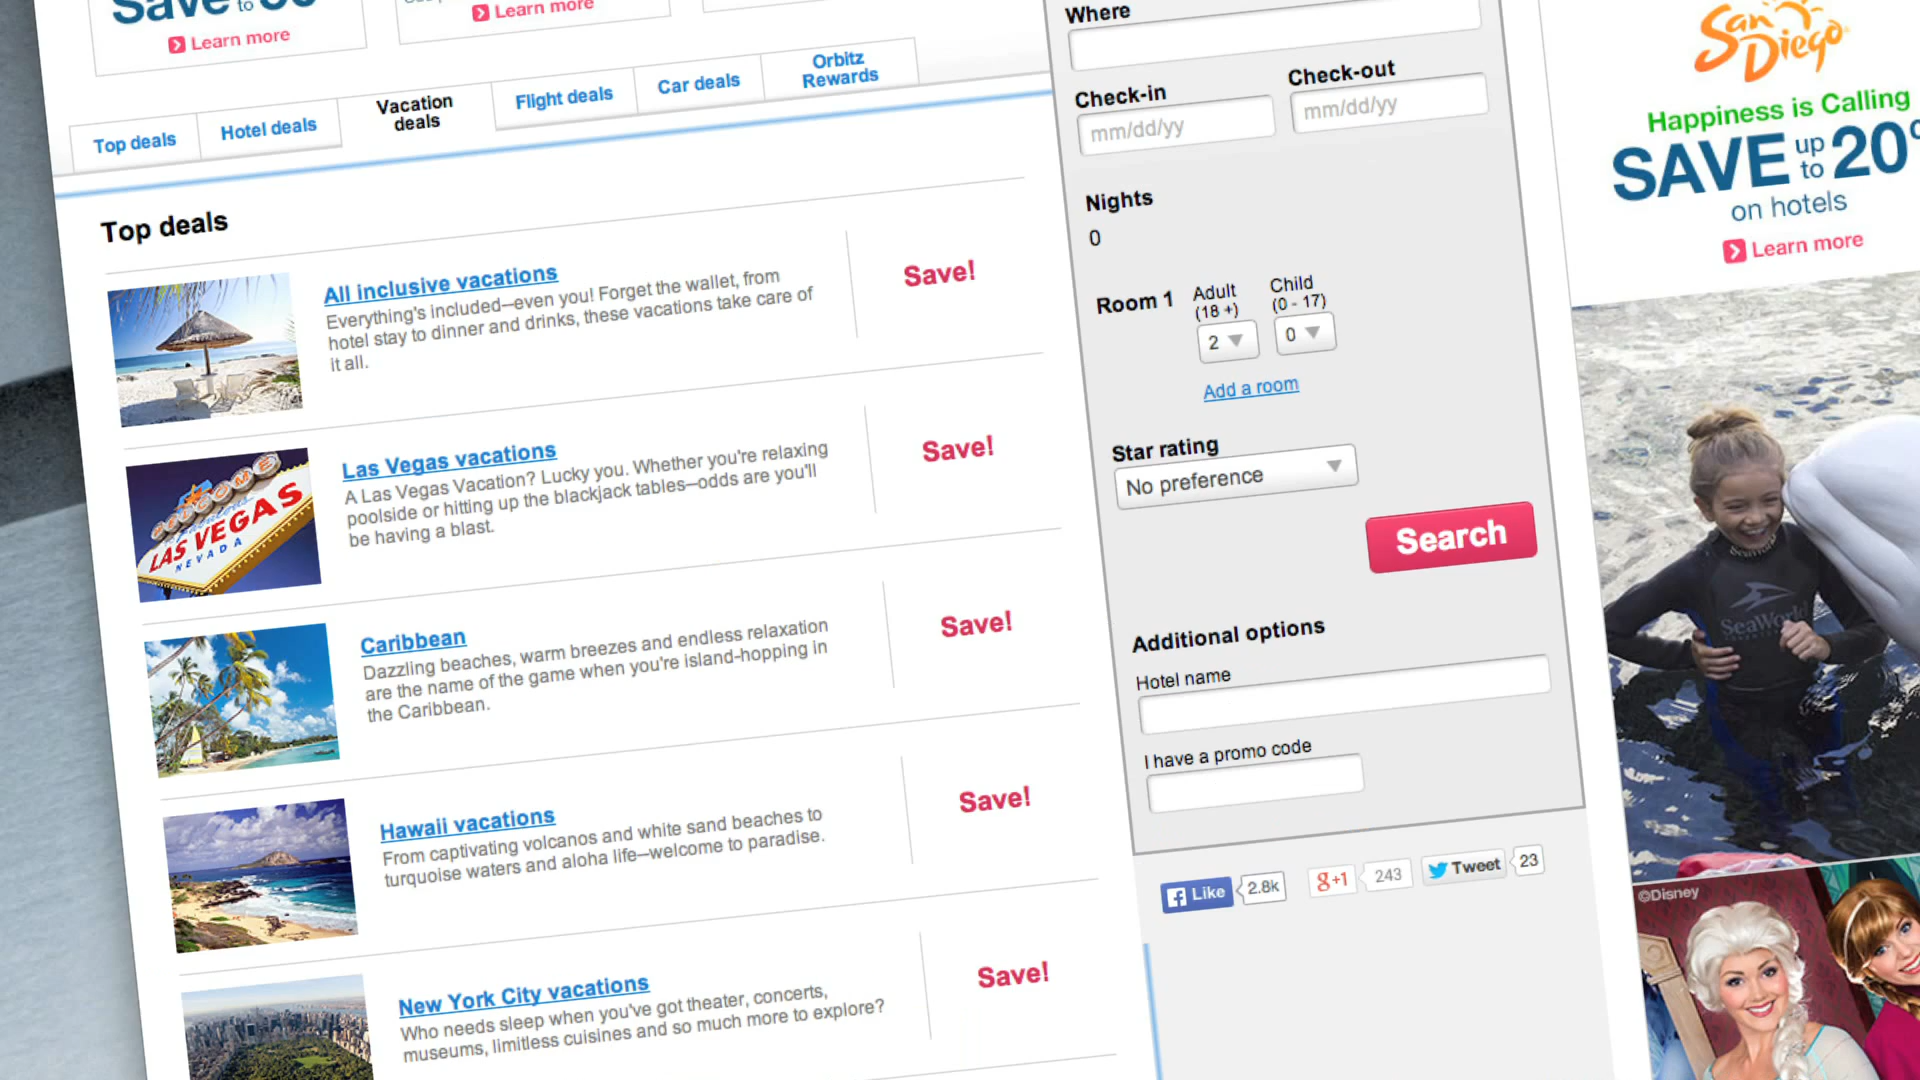 Save to
Learn more
Learn more
Top deals
Hotel deals
Vacation
deals
Flight deals
Car deals
Orbitz
Rewards
Top deals
All inclusive vacations
Everything's included—even you! Forget the wallet, from
hotel stay to dinner and drinks, these vacations take care of
it all.
Save!
WELCOME
LAS VEGAS
NEVADA
Las Vegas vacations
A Las Vegas Vacation? Lucky you. Whether you're relaxing
poolside or hitting up the blackjack tables—odds are you'll
be having a blast.
Save!
Caribbean
Dazzling beaches, warm breezes and endless relaxation
are the name of the game when you're island-hopping in
the Caribbean.
Save!
Hawaii vacations
From captivating volcanos and white sand beaches to
turquoise waters and aloha life—welcome to paradise.
Save!
New York City vacations
Who needs sleep when you've got theater, concerts,
museums, limitless cuisines and so much more to explore?
Save!
Where
Check-in
Check-out
mm/dd/yy
mm/dd/yy
Nights
0
Room 1
Adult
(18 +)
Child
(0 - 17)
2
0
Add a room
Star rating
No preference
Search
Additional options
Hotel name
I have a promo code
Like
2.8k
g+1
243
Tweet
23
San
Diego
Happiness is Calling
SAVE up to 20
on hotels
Learn more
SeaWorld
©Disney